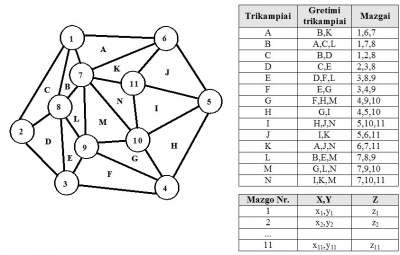 1
6
A
7
K
J
11
C
B
N
8
I
5
2
L
M
D
9
10
E
G
H
F
3
4
Trikampiai Gretimi trikampiai Mazgai
A B,K 1,6,7
B A,C,L 1,7,8
C B,D 1,2,8
D C,E 2,3,8
E D,F,L 3,8,9
F E,G 3,4,9
G F,H,M 4,9,10
H G,I 4,5,10
I H,J,N 5,10,11
J I,K 5,6,11
K A,J,N 6,7,11
L B,E,M 7,8,9
M G,L,N 7,9,10
N I,K,M 7,10,11
Mazgo Nr. X,Y Z
1 x₁,y₁ z₁
2 x₂,y₂ z₂
...
11 x₁₁,y₁₁ z₁₁